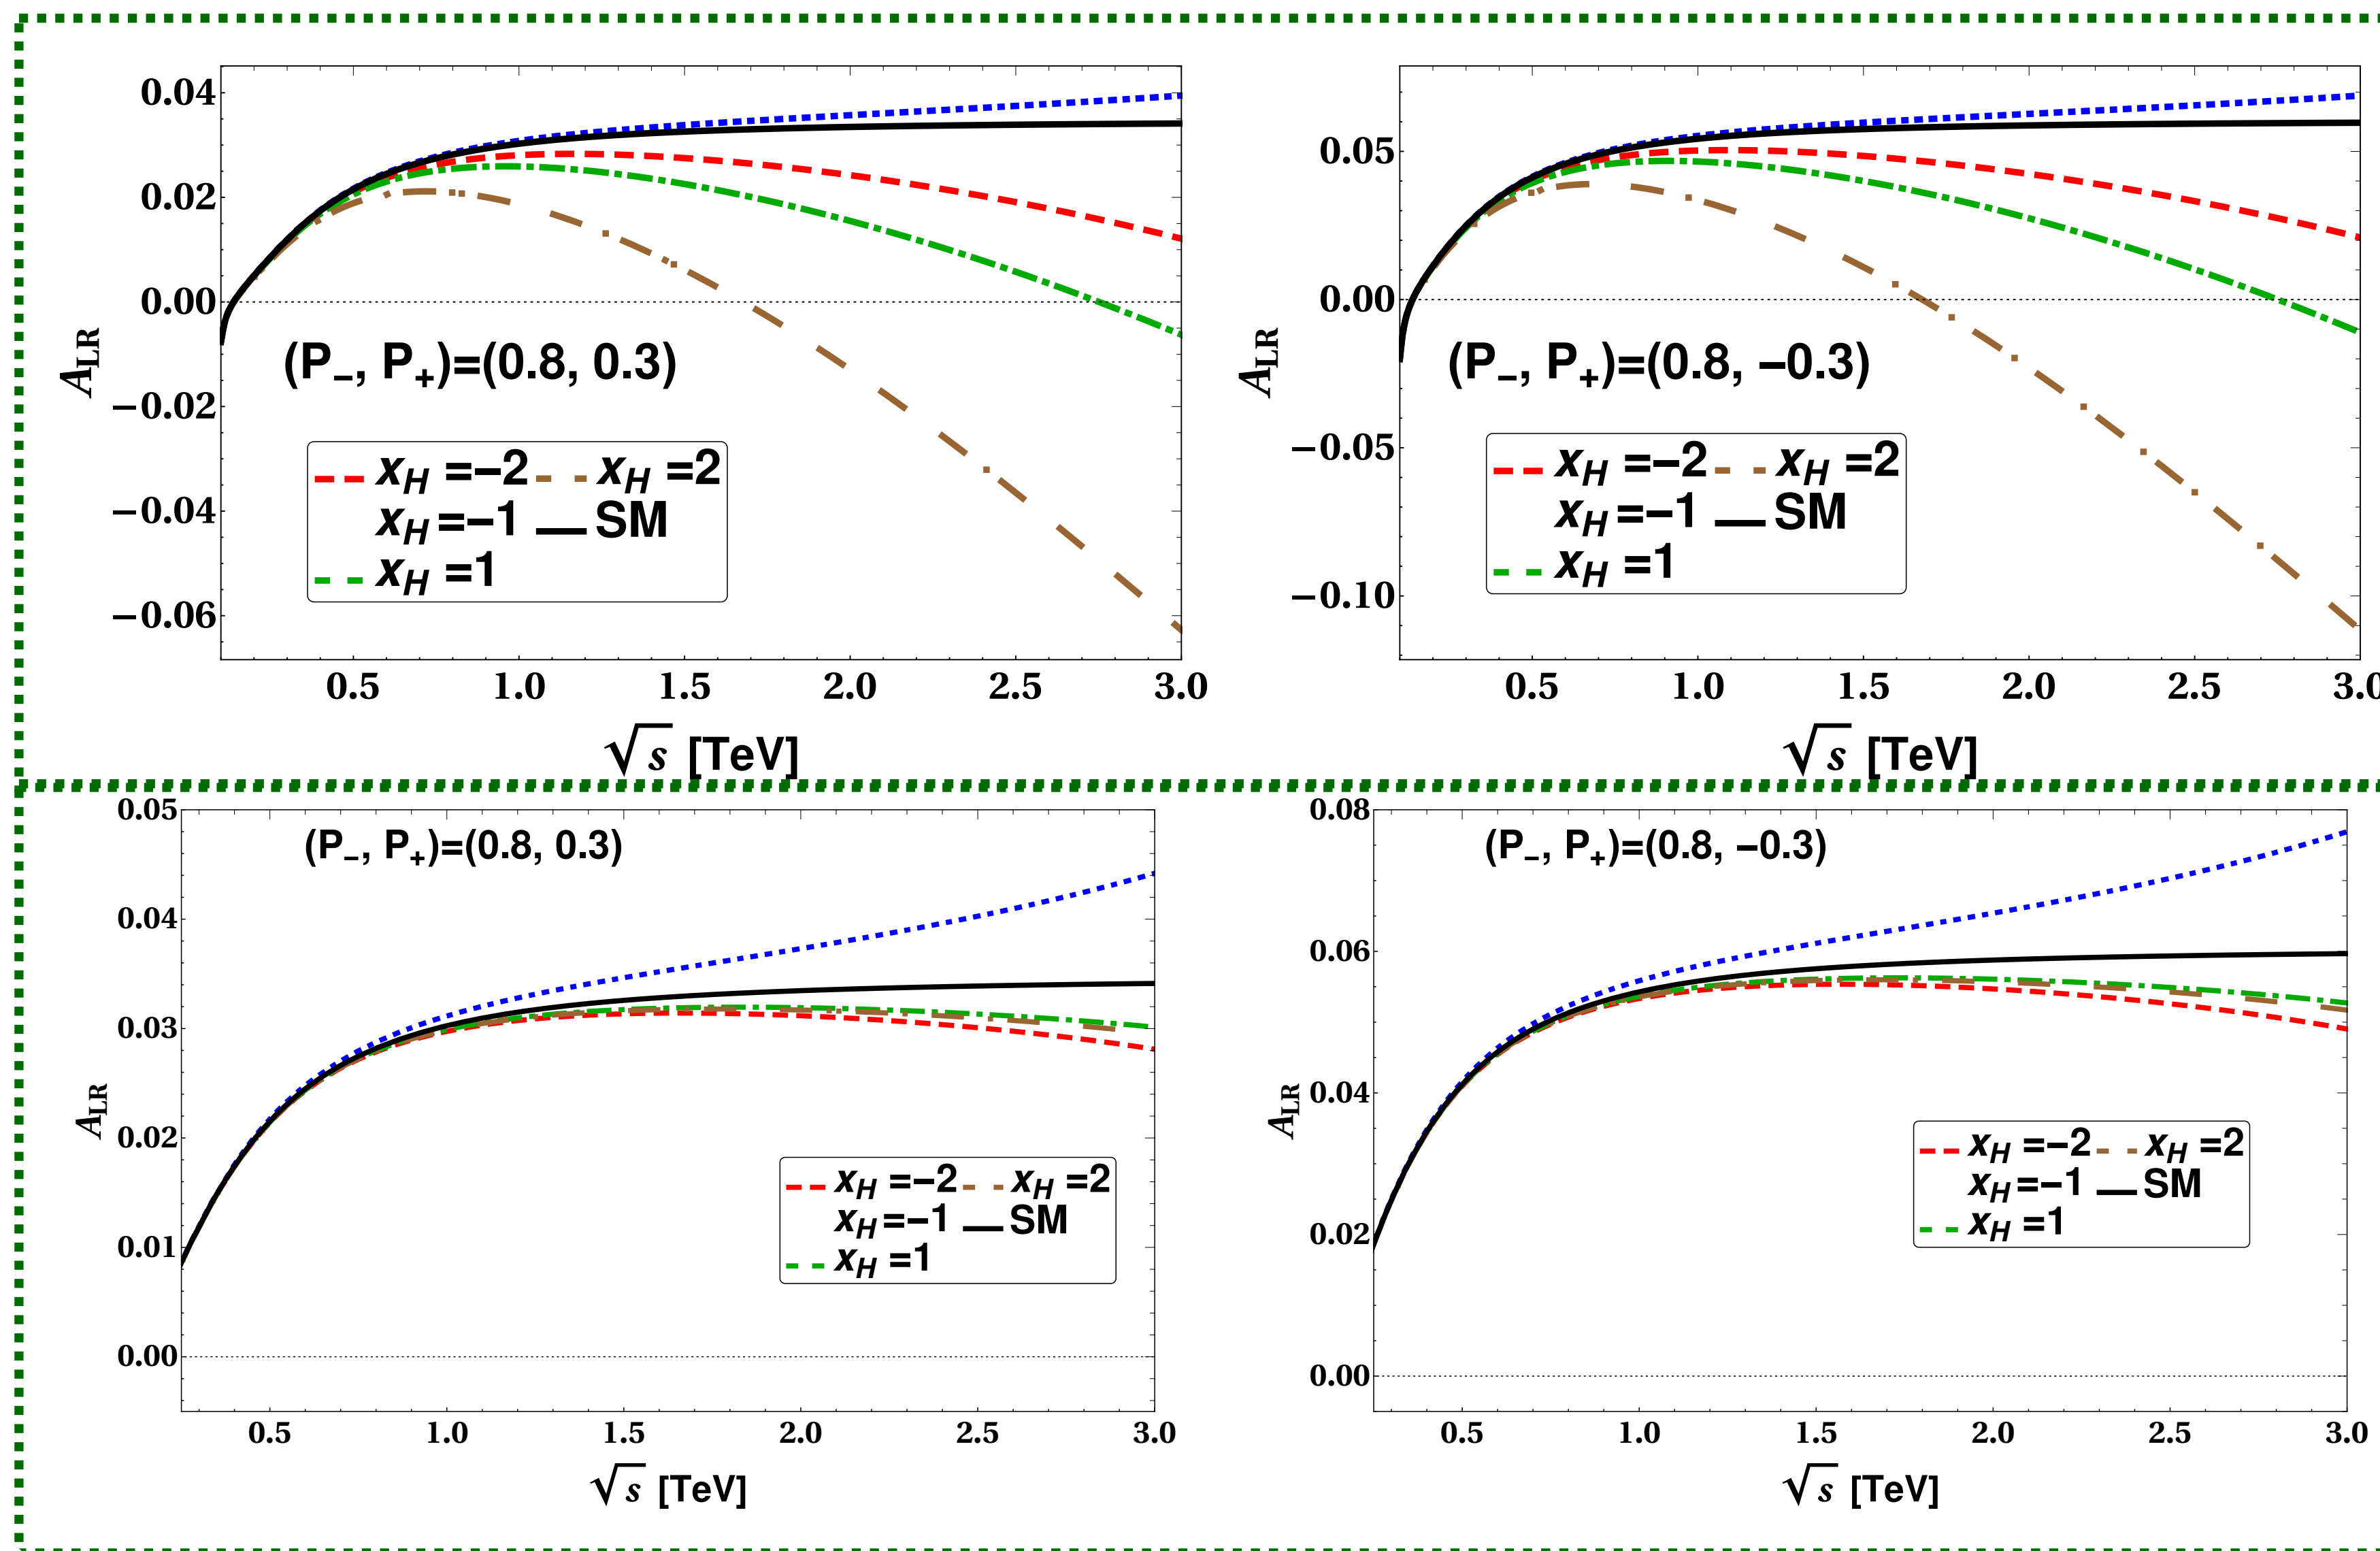 0.04
0.02
0.00
−0.02
−0.04
−0.06
A_LR
(P₋, P₊)=(0.8, 0.3)
x_H =−2 x_H =2
x_H =−1 SM
x_H =1
0.5 1.0 1.5 2.0 2.5 3.0
√s [TeV]
0.05
0.00
−0.05
−0.10
A_LR
(P₋, P₊)=(0.8, −0.3)
x_H =−2 x_H =2
x_H =−1 SM
x_H =1
0.5 1.0 1.5 2.0 2.5 3.0
√s [TeV]
0.05
0.04
0.03
0.02
0.01
0.00
A_LR
(P₋, P₊)=(0.8, 0.3)
x_H =−2 x_H =2
x_H =−1 SM
x_H =1
0.5 1.0 1.5 2.0 2.5 3.0
√s [TeV]
0.08
0.06
0.04
0.02
0.00
A_LR
(P₋, P₊)=(0.8, −0.3)
x_H =−2 x_H =2
x_H =−1 SM
x_H =1
0.5 1.0 1.5 2.0 2.5 3.0
√s [TeV]